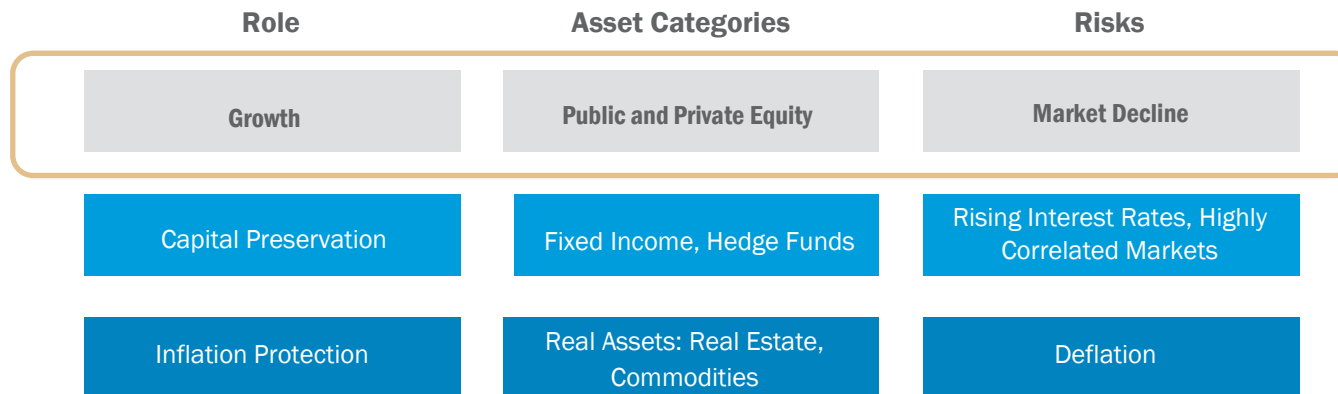 Role
Asset Categories
Risks
Growth
Public and Private Equity
Market Decline
Capital Preservation
Fixed Income, Hedge Funds
Rising Interest Rates, Highly
Correlated Markets
Inflation Protection
Real Assets: Real Estate,
Commodities
Deflation